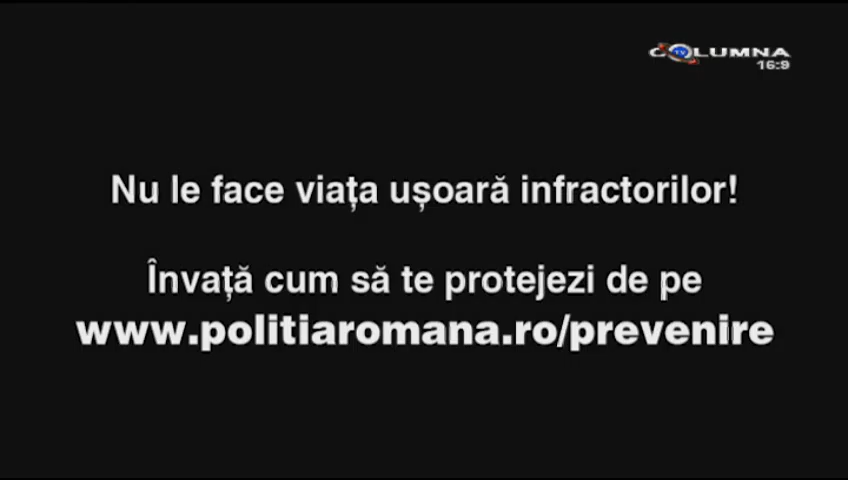 COLUMNA
TV
16:9
Nu le face viața ușoară infractorilor!
Învață cum să te protejezi de pe
www.politiaromana.ro/prevenire